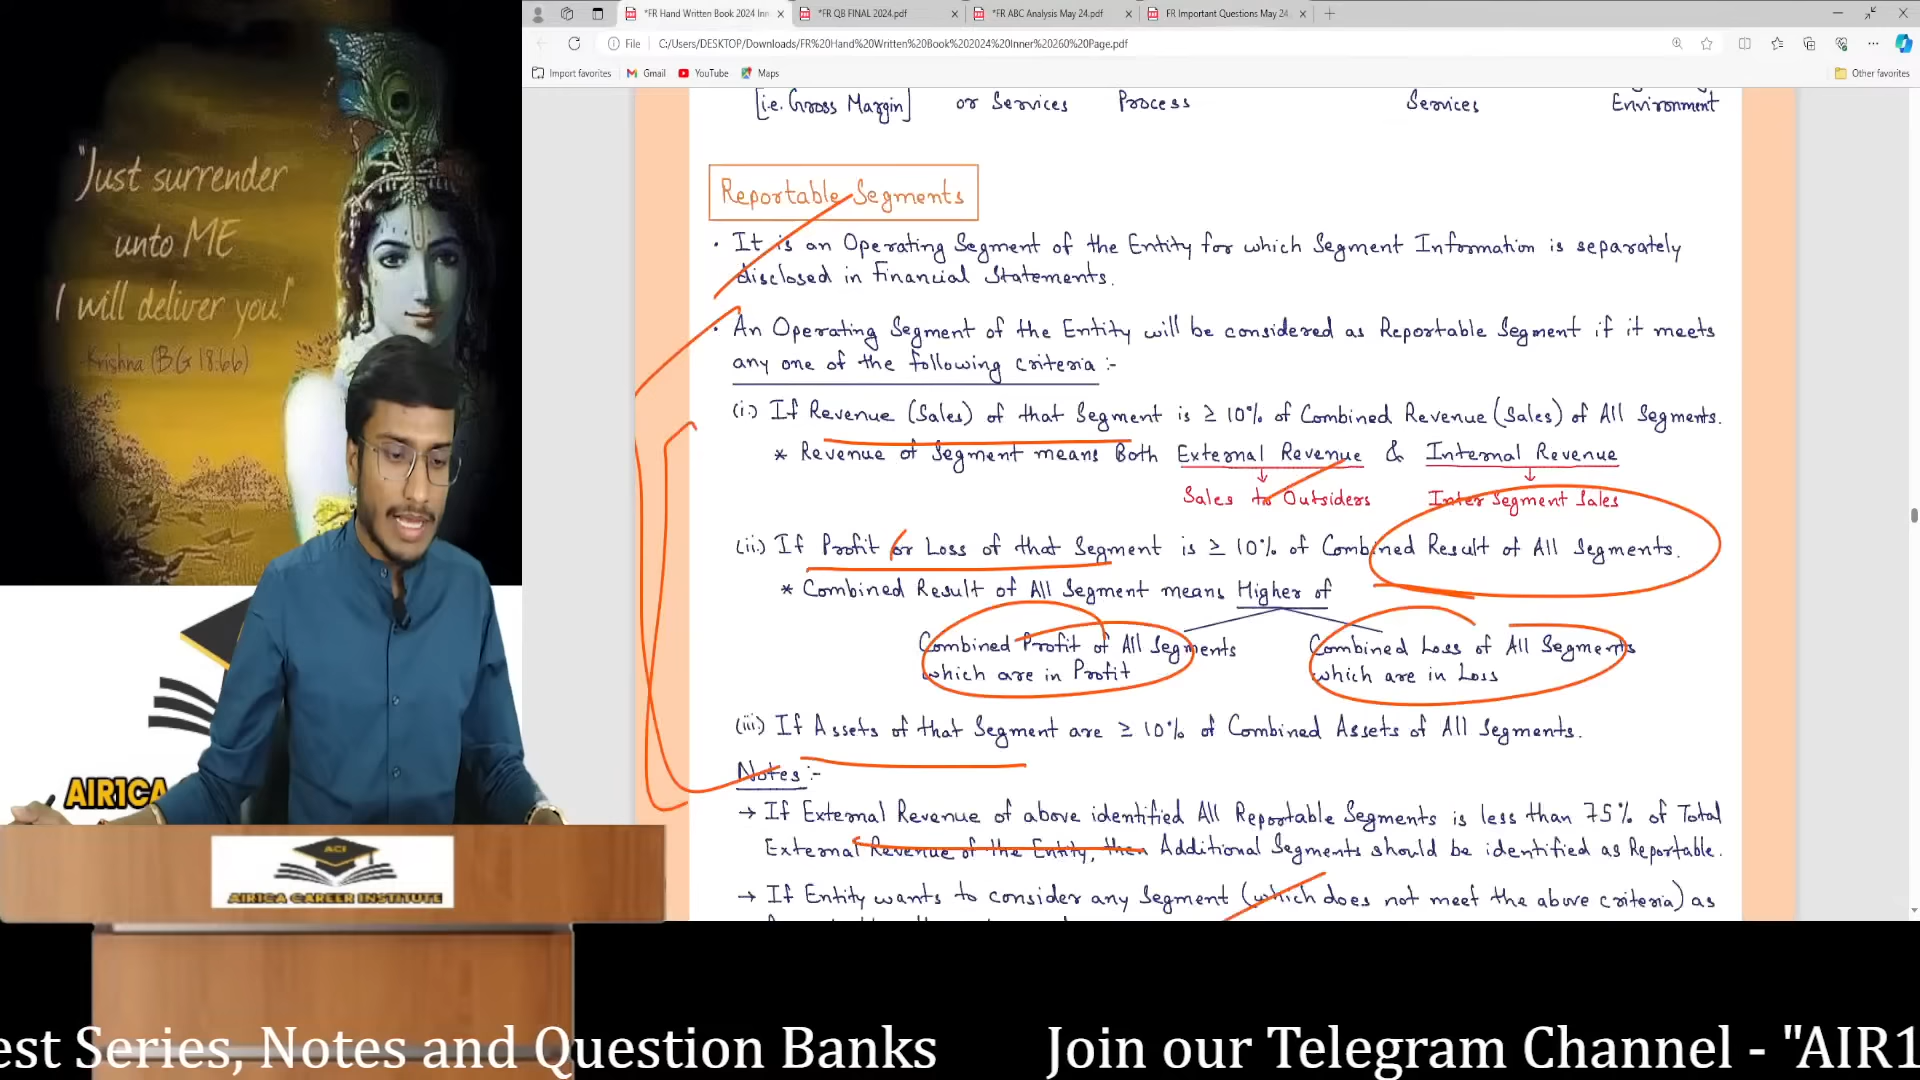 "Just surrender
unto ME
I will deliver you!"
-Krishna (BG 18.66)
AIR1CA
ACI
AIR1CA CAREER INSTITUTE
*FR Hand Written Book 2024 Inn
*FR QB FINAL 2024.pdf
*FR ABC Analysis May 24.pdf
FR Important Questions May 24
File C:/Users/DESKTOP/Downloads/FR%20Hand%20Written%20Book%202024%20Inner%20260%20Page.pdf
Import favorites Gmail YouTube Maps Other favorites
[i.e. Gross Margin] or Services Process Services Environment
Reportable Segments
· It is an Operating Segment of the Entity for which Segment Information is separately
disclosed in Financial Statements.
· An Operating Segment of the Entity will be considered as Reportable Segment if it meets
any one of the following criteria :-
(i.) If Revenue (Sales) of that Segment is ≥ 10% of Combined Revenue (Sales) of All Segments.
* Revenue of Segment means Both External Revenue & Internal Revenue
Sales to Outsiders Inter Segment Sales
(ii.) If Profit or Loss of that Segment is ≥ 10% of Combined Result of All Segments.
* Combined Result of All Segment means Higher of
Combined Profit of All Segments Combined Loss of All Segments
which are in Profit which are in Loss
(iii.) If Assets of that Segment are ≥ 10% of Combined Assets of All Segments.
Notes :-
→ If External Revenue of above identified All Reportable Segments is less than 75% of Total
External Revenue of the Entity, then Additional Segments should be identified as Reportable.
→ If Entity wants to consider any Segment (which does not meet the above criteria) as
est Series, Notes and Question Banks Join our Telegram Channel - "AIR1